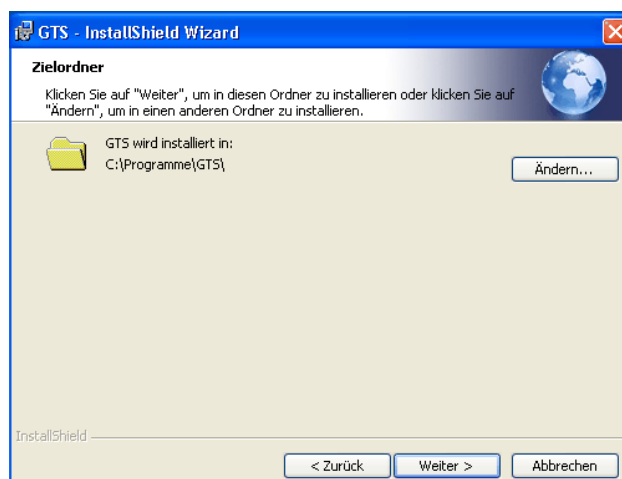 GTS - InstallShield Wizard
Zielordner
Klicken Sie auf "Weiter", um in diesen Ordner zu installieren oder klicken Sie auf
"Ändern", um in einen anderen Ordner zu installieren.
GTS wird installiert in:
C:\Programme\GTS\
Ändern...
InstallShield
< Zurück
Weiter >
Abbrechen